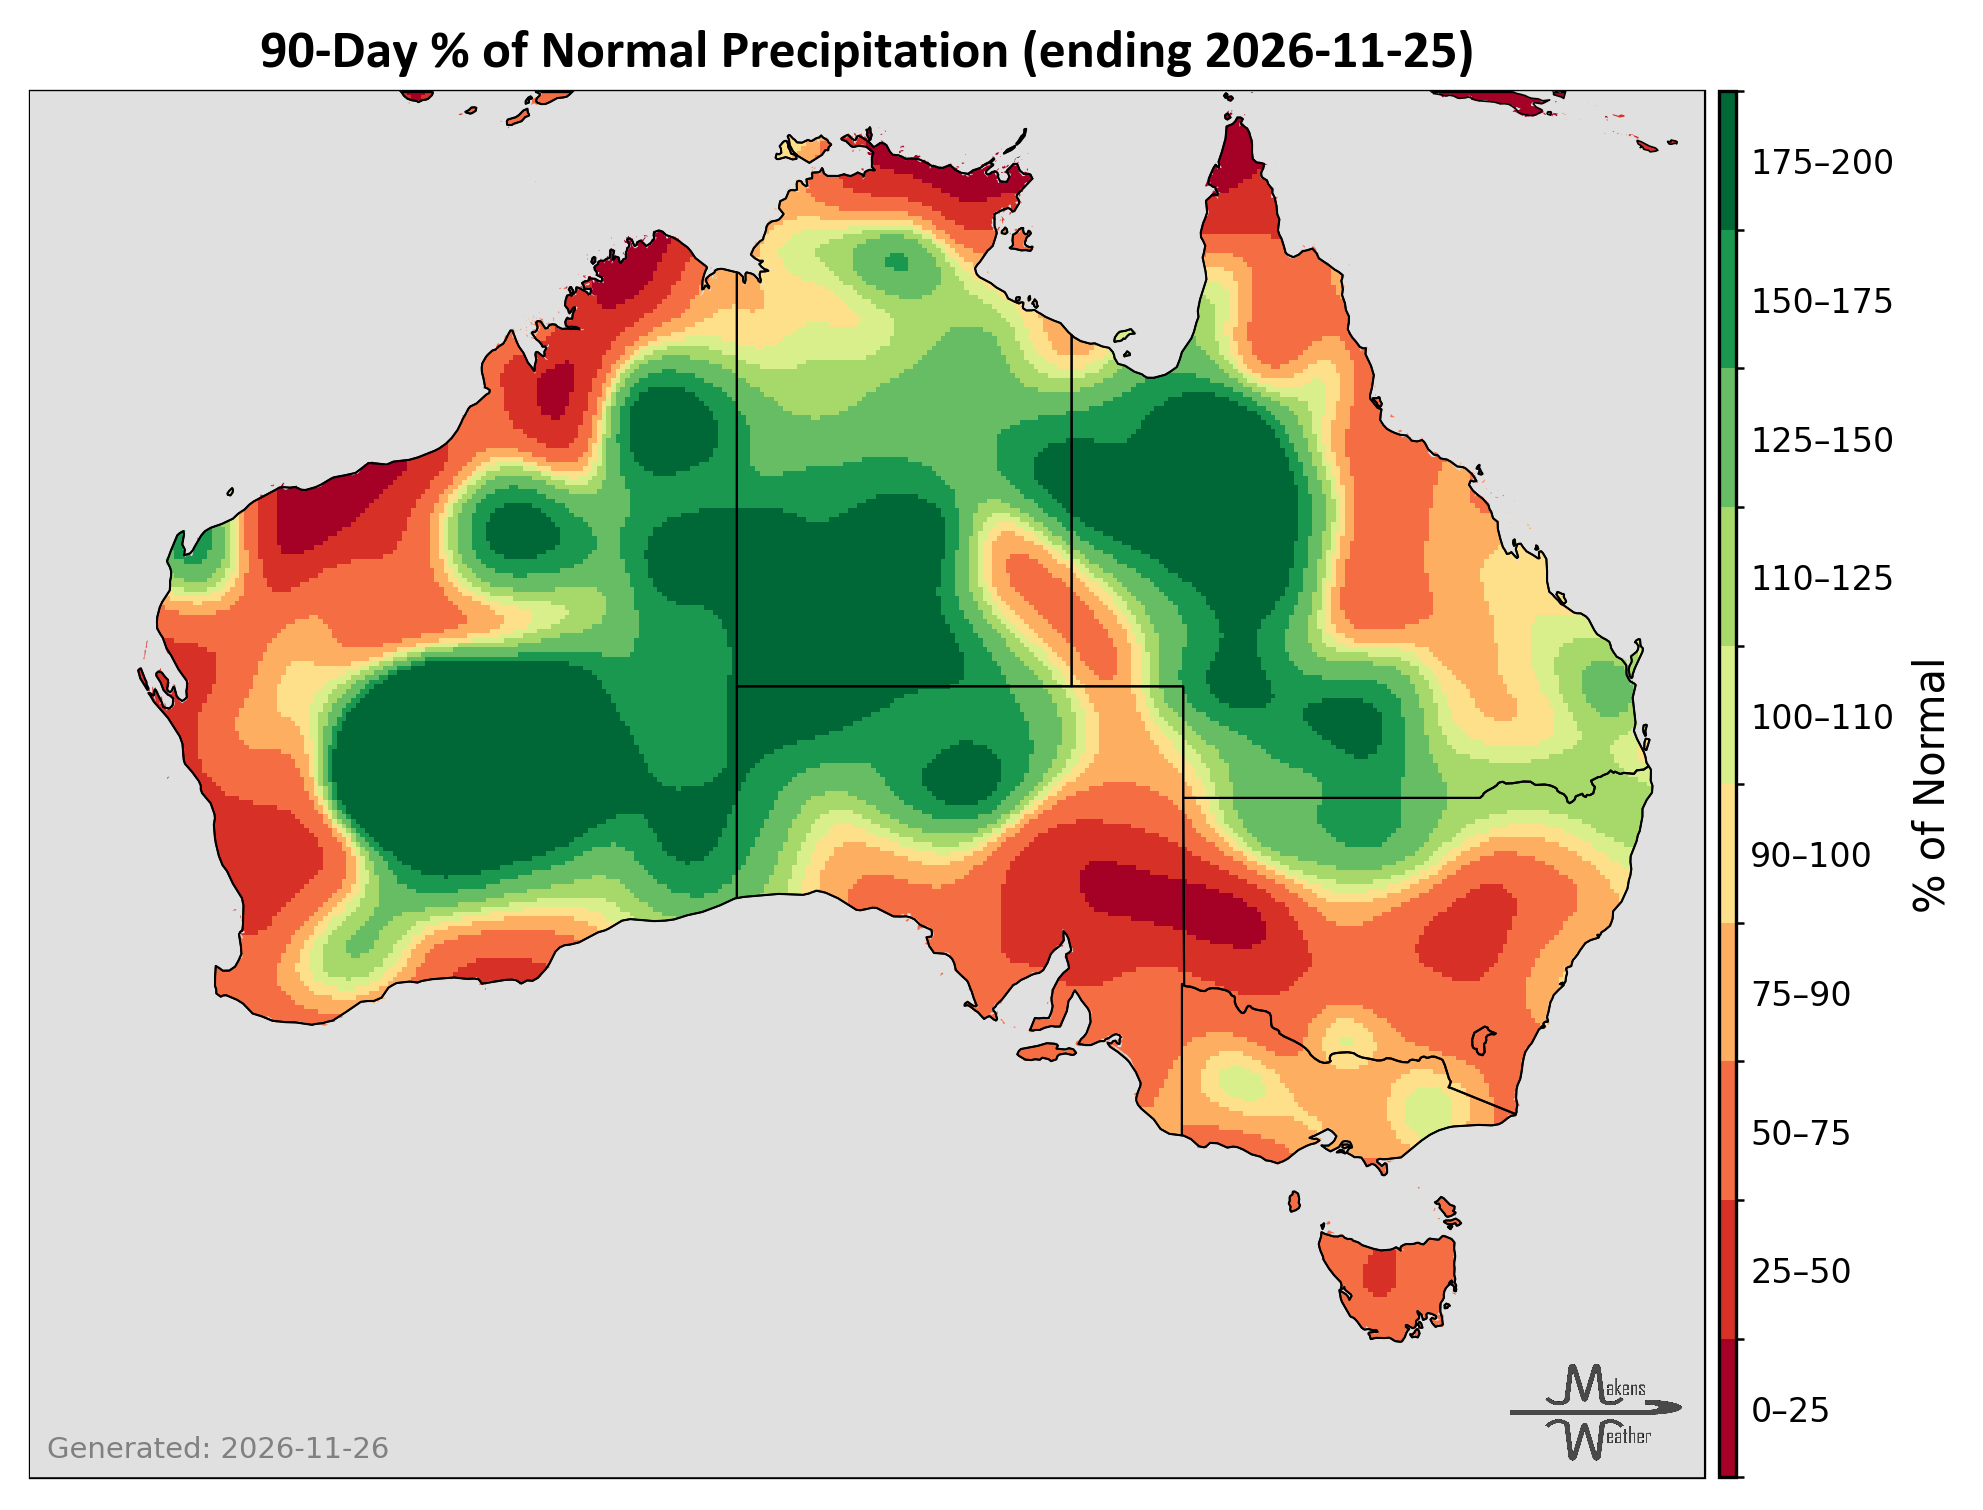 90-Day % of Normal Precipitation (ending 2026-11-25)
175–200
150–175
125–150
110–125
100–110
90–100
75–90
50–75
25–50
0–25
% of Normal
Makens
Weather
Generated: 2026-11-26